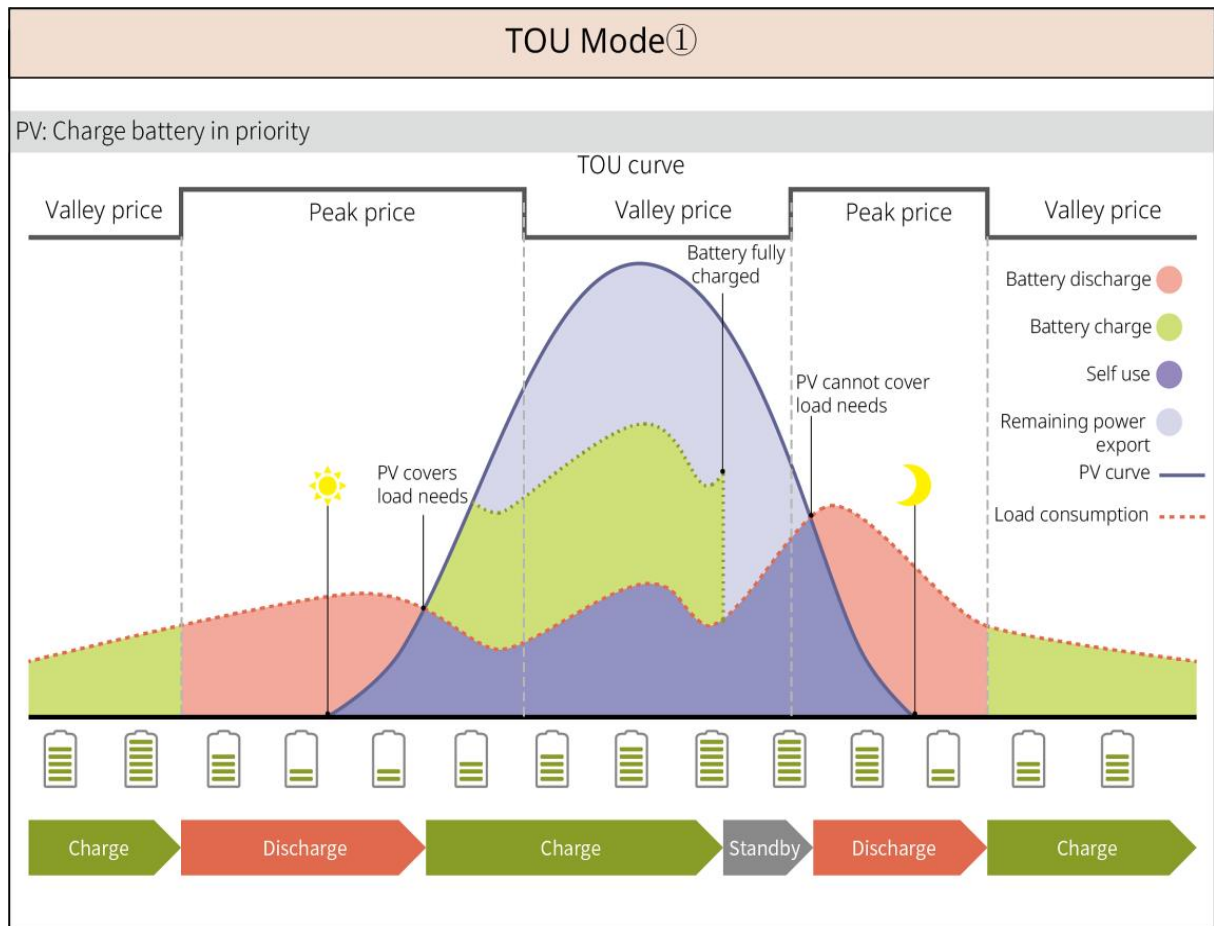 TOU Mode①
PV: Charge battery in priority
TOU curve
Valley price
Peak price
Valley price
Peak price
Valley price
Battery fully
charged
Battery discharge
Battery charge
Self use
Remaining power
export
PV curve
Load consumption
PV cannot cover
load needs
PV covers
load needs
Charge
Discharge
Charge
Standby
Discharge
Charge